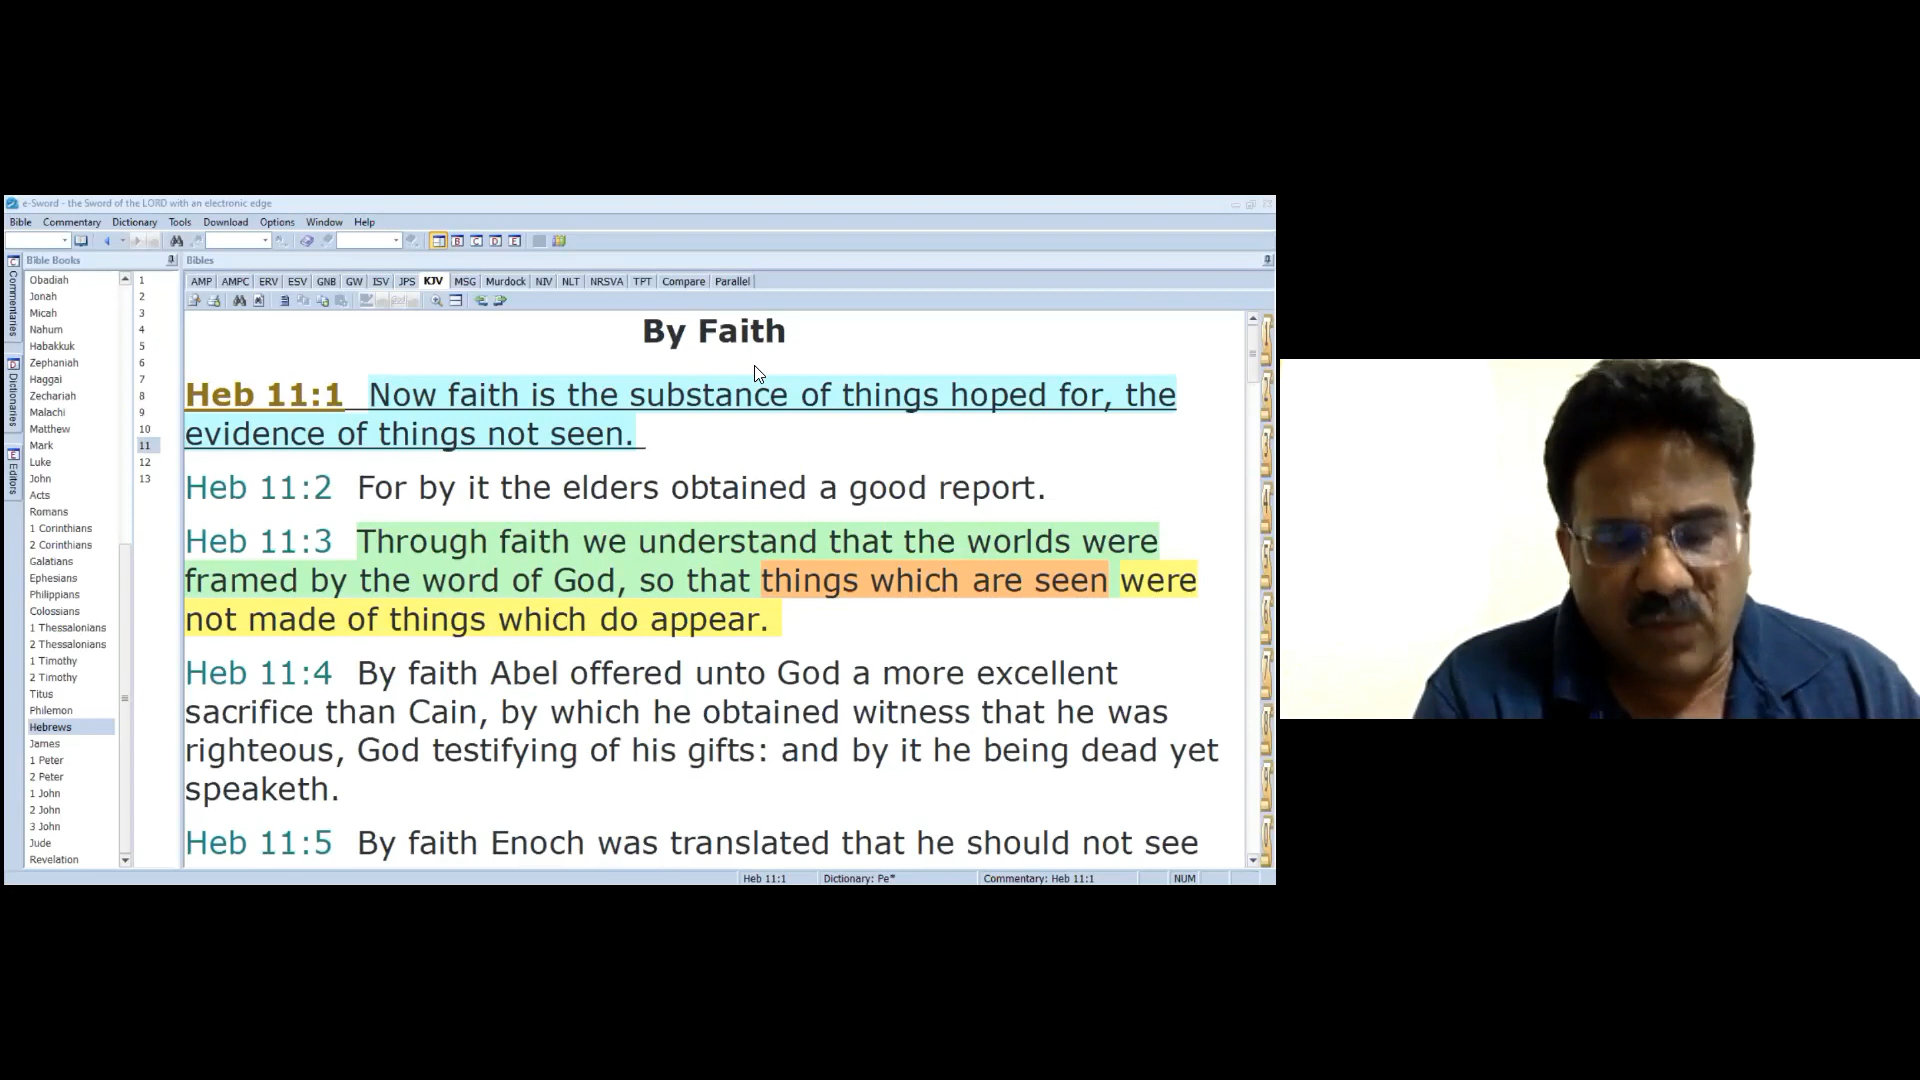 e-Sword - the Sword of the LORD with an electronic edge
Bible Commentary Dictionary Tools Download Options Window Help
B C D E
Bible Books
Bibles
AMP AMPC ERV ESV GNB GW ISV JPS KJV MSG Murdock NIV NLT NRSVA TPT Compare Parallel
C Commentaries
D Dictionaries
E Editors
Obadiah
Jonah
Micah
Nahum
Habakkuk
Zephaniah
Haggai
Zechariah
Malachi
Matthew
Mark
Luke
John
Acts
Romans
1 Corinthians
2 Corinthians
Galatians
Ephesians
Philippians
Colossians
1 Thessalonians
2 Thessalonians
1 Timothy
2 Timothy
Titus
Philemon
Hebrews
James
1 Peter
2 Peter
1 John
2 John
3 John
Jude
Revelation
1
2
3
4
5
6
7
8
9
10
11
12
13
By Faith
Heb 11:1 Now faith is the substance of things hoped for, the
evidence of things not seen.
Heb 11:2 For by it the elders obtained a good report.
Heb 11:3 Through faith we understand that the worlds were
framed by the word of God, so that things which are seen were
not made of things which do appear.
Heb 11:4 By faith Abel offered unto God a more excellent
sacrifice than Cain, by which he obtained witness that he was
righteous, God testifying of his gifts: and by it he being dead yet
speaketh.
Heb 11:5 By faith Enoch was translated that he should not see
Heb 11:1 Dictionary: Pe* Commentary: Heb 11:1 NUM